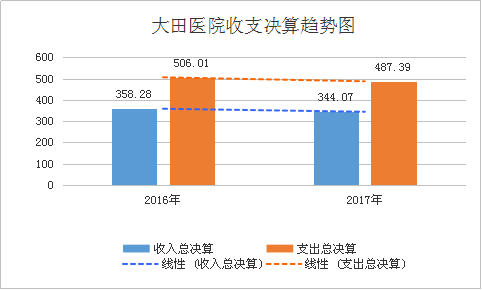 大田医院收支决算趋势图
600
500
400
300
200
100
0
358.28
506.01
344.07
487.39
2016年
2017年
收入总决算
支出总决算
线性 (收入总决算)
线性 (支出总决算)